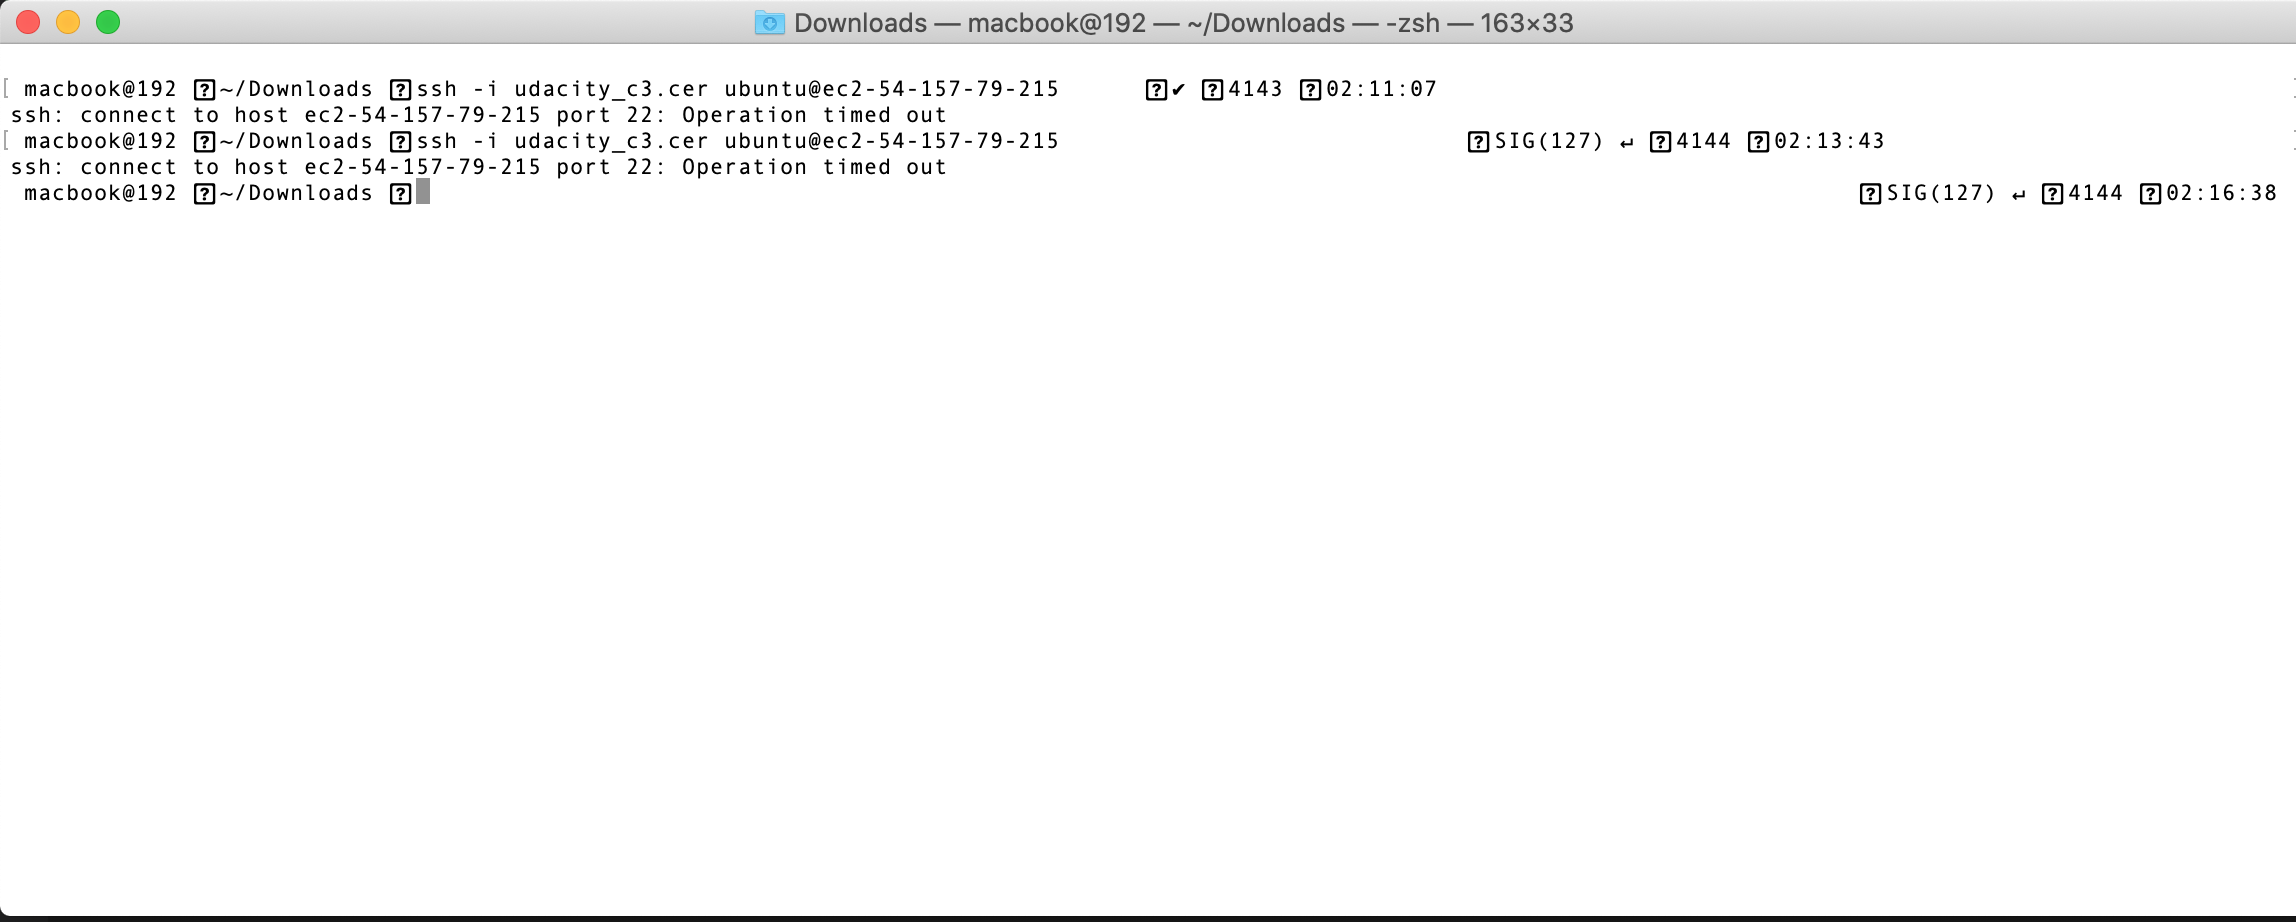 Downloads — macbook@192 — ~/Downloads — -zsh — 163×33
[ macbook@192 ⍰~/Downloads ⍰ssh -i udacity_c3.cer ubuntu@ec2-54-157-79-215 ⍰✔ ⍰4143 ⍰02:11:07 ]
ssh: connect to host ec2-54-157-79-215 port 22: Operation timed out
[ macbook@192 ⍰~/Downloads ⍰ssh -i udacity_c3.cer ubuntu@ec2-54-157-79-215 ⍰SIG(127) ↵ ⍰4144 ⍰02:13:43 ]
ssh: connect to host ec2-54-157-79-215 port 22: Operation timed out
macbook@192 ⍰~/Downloads ⍰ ⍰SIG(127) ↵ ⍰4144 ⍰02:16:38